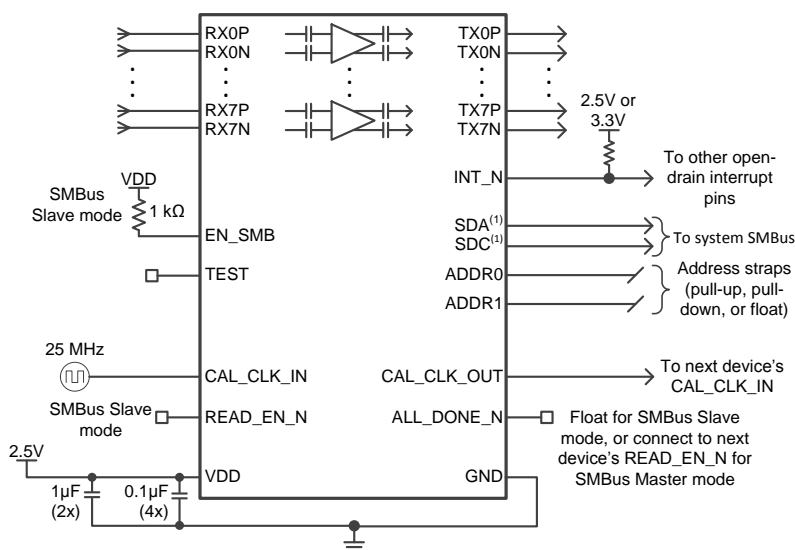 RX0P
RX0N
TX0P
TX0N
RX7P
RX7N
TX7P
TX7N
2.5V or
3.3V
INT_N
To other open-
drain interrupt
pins
SMBus
Slave mode
VDD
1 kΩ
EN_SMB
SDA(1)
SDC(1)
To system SMBus
TEST
ADDR0
ADDR1
Address straps
(pull-up, pull-
down, or float)
25 MHz
CAL_CLK_IN
CAL_CLK_OUT
To next device's
CAL_CLK_IN
SMBus Slave
mode
READ_EN_N
ALL_DONE_N
Float for SMBus Slave
mode, or connect to next
device's READ_EN_N for
SMBus Master mode
2.5V
VDD
GND
1µF
(2x)
0.1µF
(4x)